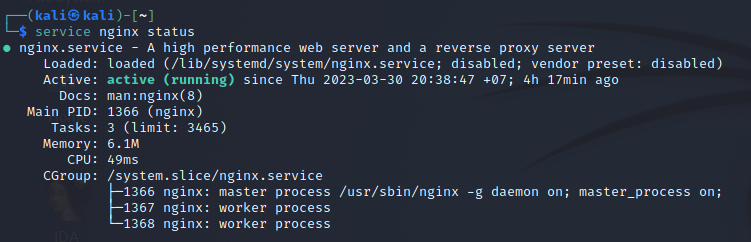 ┌──(kali㉿kali)-[~]
└─$ service nginx status
● nginx.service - A high performance web server and a reverse proxy server
     Loaded: loaded (/lib/systemd/system/nginx.service; disabled; vendor preset: disabled)
     Active: active (running) since Thu 2023-03-30 20:38:47 +07; 4h 17min ago
       Docs: man:nginx(8)
   Main PID: 1366 (nginx)
      Tasks: 3 (limit: 3465)
     Memory: 6.1M
        CPU: 49ms
     CGroup: /system.slice/nginx.service
             ├─1366 nginx: master process /usr/sbin/nginx -g daemon on; master_process on;
             ├─1367 nginx: worker process
             └─1368 nginx: worker process
IDA